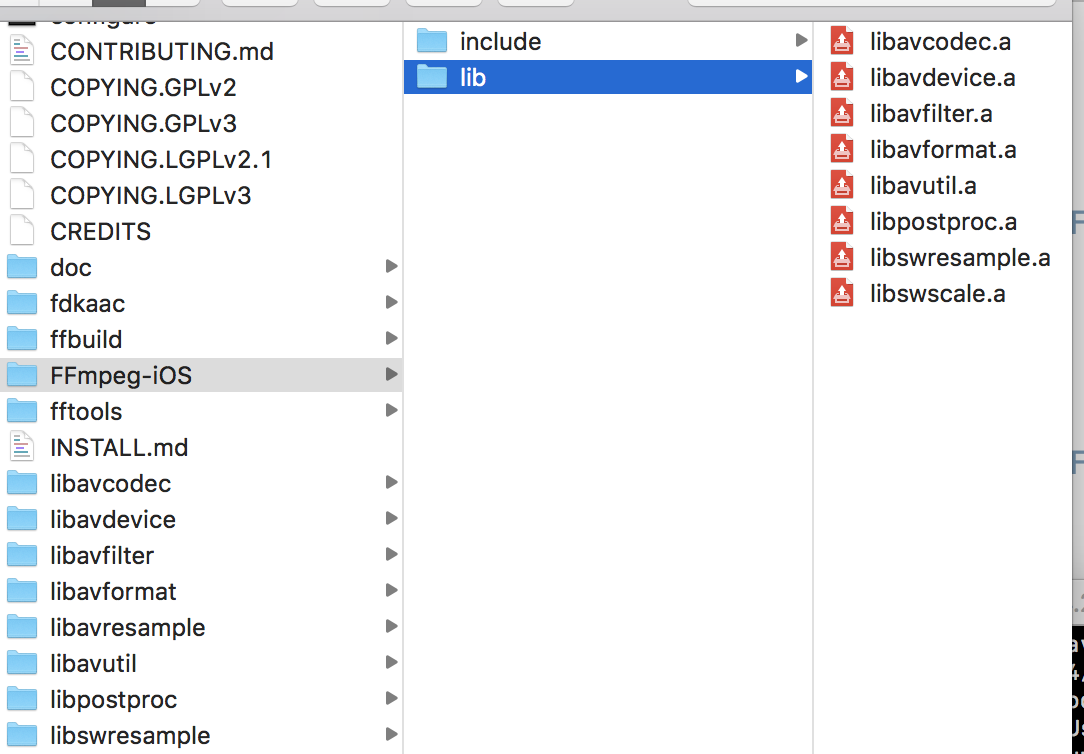 configure
CONTRIBUTING.md
COPYING.GPLv2
COPYING.GPLv3
COPYING.LGPLv2.1
COPYING.LGPLv3
CREDITS
doc
fdkaac
ffbuild
FFmpeg-iOS
fftools
INSTALL.md
libavcodec
libavdevice
libavfilter
libavformat
libavresample
libavutil
libpostproc
libswresample
include
lib
libavcodec.a
libavdevice.a
libavfilter.a
libavformat.a
libavutil.a
libpostproc.a
libswresample.a
libswscale.a